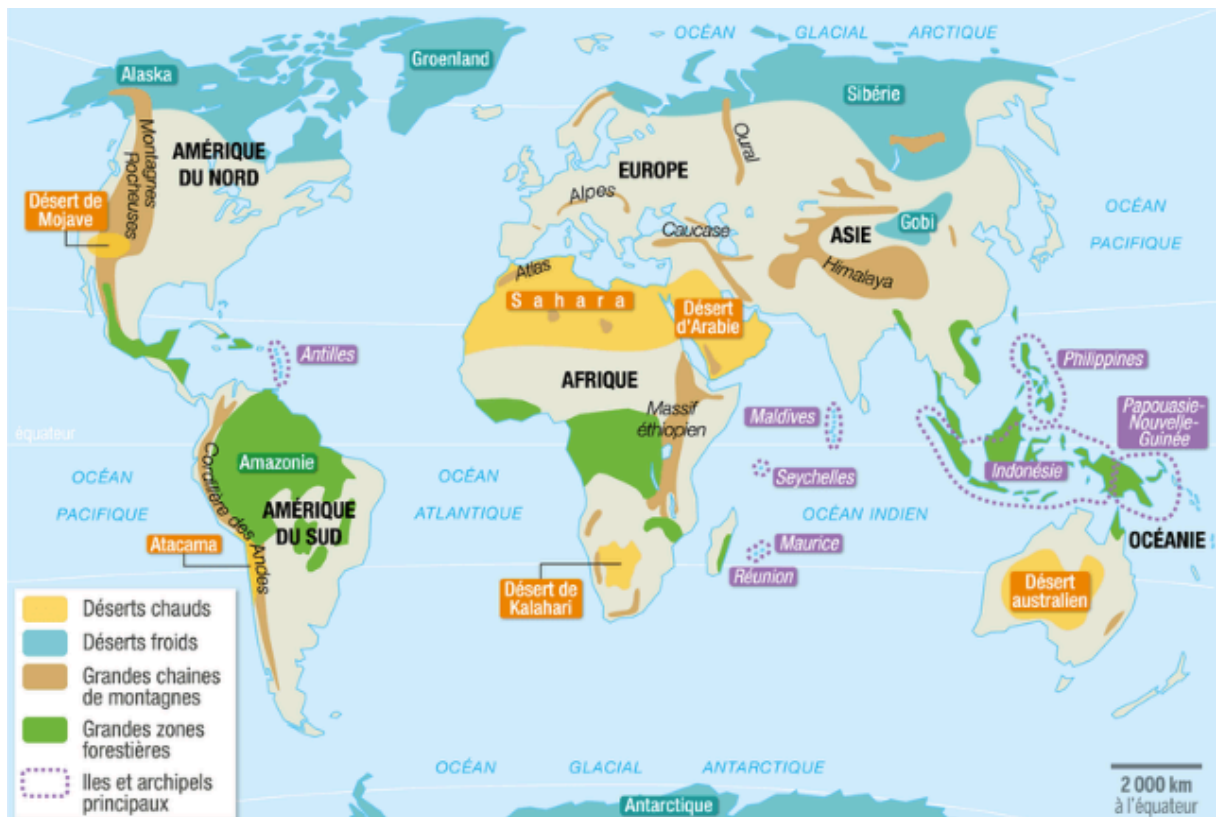 OCÉAN GLACIAL ARCTIQUE
Groenland
Alaska
Sibérie
Montagnes Rocheuses
AMÉRIQUE
DU NORD
Oural
EUROPE
Désert de
Mojave
Alpes
OCÉAN
PACIFIQUE
Gobi
Caucase
ASIE
Himalaya
Atlas
Sahara
Désert
d'Arabie
Antilles
Philippines
AFRIQUE
Massif
éthiopien
Maldives
Papouasie-
Nouvelle-
Guinée
équateur
Amazonie
Cordillère des Andes
Indonésie
Seychelles
OCÉAN
PACIFIQUE
OCÉAN
ATLANTIQUE
AMÉRIQUE
DU SUD
OCÉAN INDIEN
Atacama
Maurice
OCÉANIE
Réunion
Désert de
Kalahari
Désert
australien
Déserts chauds
Déserts froids
Grandes chaines
de montagnes
Grandes zones
forestières
Iles et archipels
principaux
OCÉAN GLACIAL ANTARCTIQUE
Antarctique
2 000 km
à l'équateur